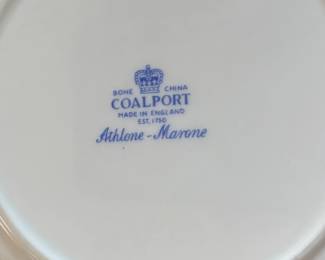 BONE CHINA
COALPORT
MADE IN ENGLAND
EST. 1750
Athlone - Marone